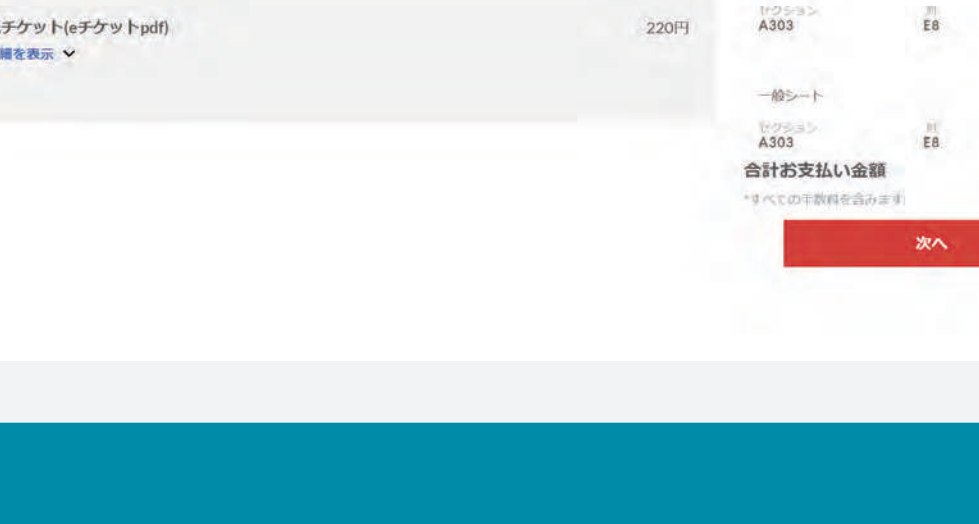 チケット(eチケットpdf)
220円
細を表示
セクション 列
A303 E8
一般シート
セクション 列
A303 E8
合計お支払い金額
*すべての手数料を含みます
次へ